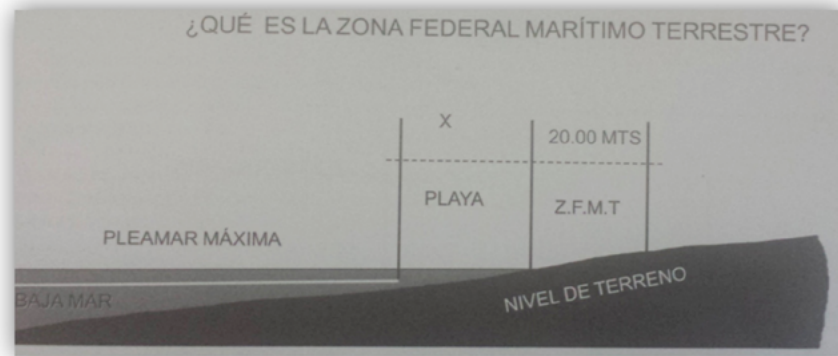 ¿QUÉ ES LA ZONA FEDERAL MARÍTIMO TERRESTRE?
X
20.00 MTS
PLAYA
Z.F.M.T
PLEAMAR MÁXIMA
BAJA MAR
NIVEL DE TERRENO